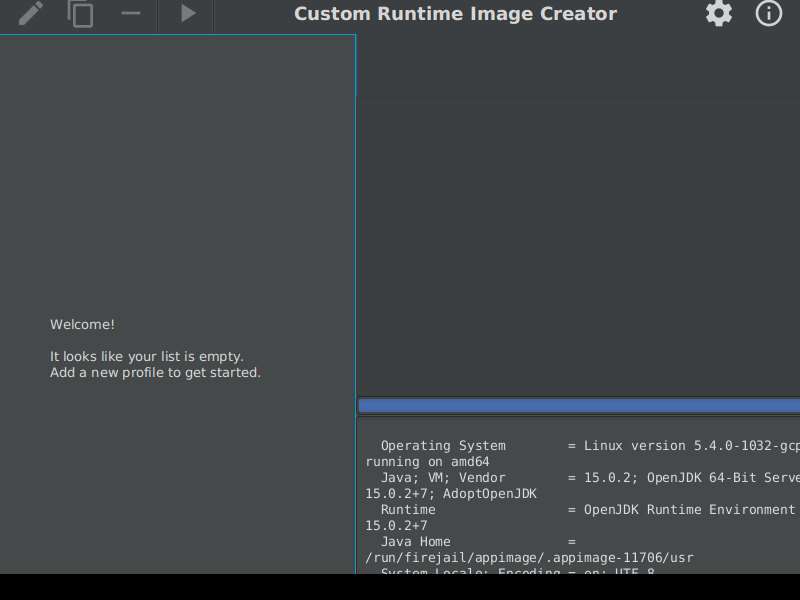 Custom Runtime Image Creator
Welcome!
It looks like your list is empty.
Add a new profile to get started.
Operating System = Linux version 5.4.0-1032-gcp
running on amd64
Java; VM; Vendor = 15.0.2; OpenJDK 64-Bit Serve
15.0.2+7; AdoptOpenJDK
Runtime = OpenJDK Runtime Environment
15.0.2+7
Java Home =
/run/firejail/appimage/.appimage-11706/usr
System Locale; Encoding = en; UTF-8